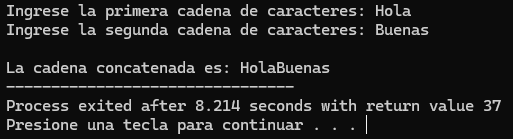 Ingrese la primera cadena de caracteres: Hola
Ingrese la segunda cadena de caracteres: Buenas

La cadena concatenada es: HolaBuenas
--------------------------------
Process exited after 8.214 seconds with return value 37
Presione una tecla para continuar . . .